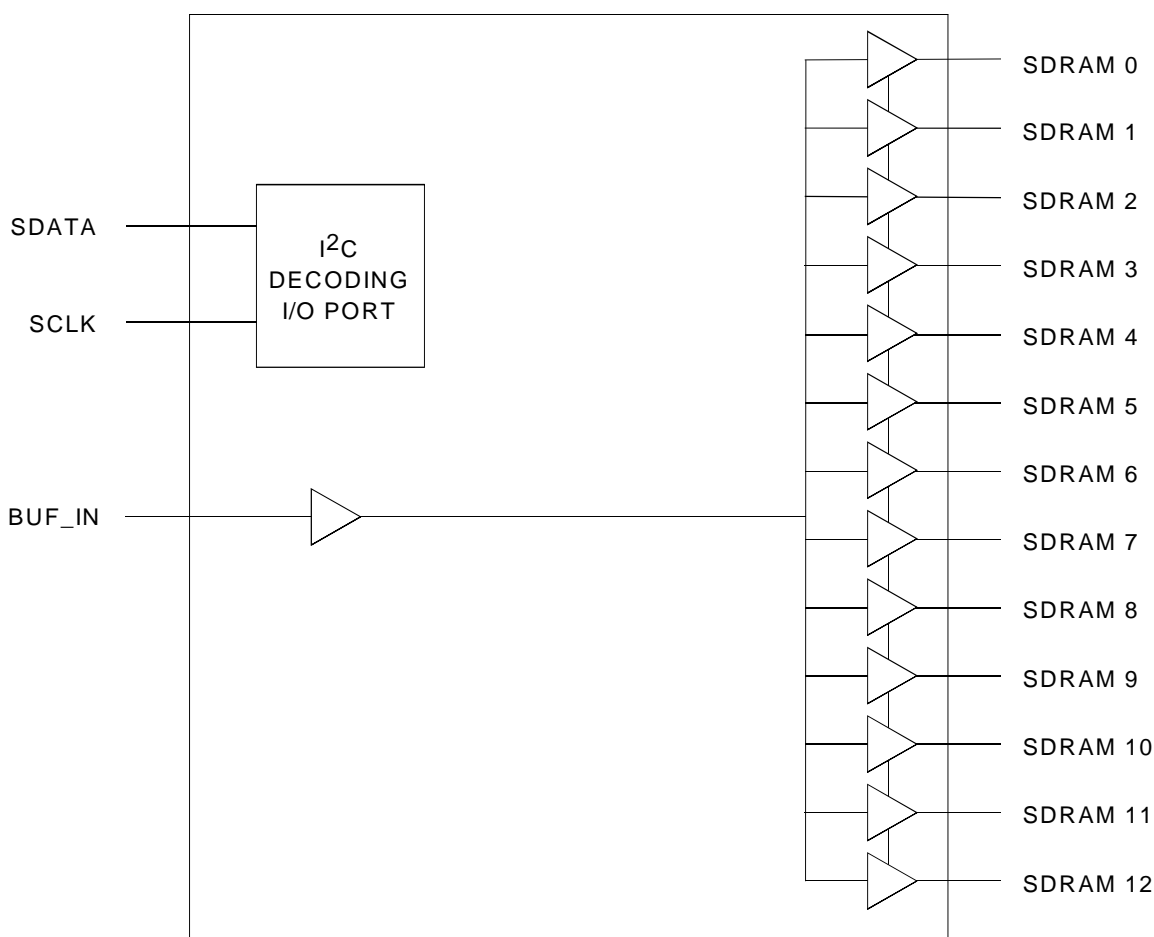 SDATA
SCLK
I²C
DECODING
I/O PORT
BUF_IN
SDRAM 0
SDRAM 1
SDRAM 2
SDRAM 3
SDRAM 4
SDRAM 5
SDRAM 6
SDRAM 7
SDRAM 8
SDRAM 9
SDRAM 10
SDRAM 11
SDRAM 12